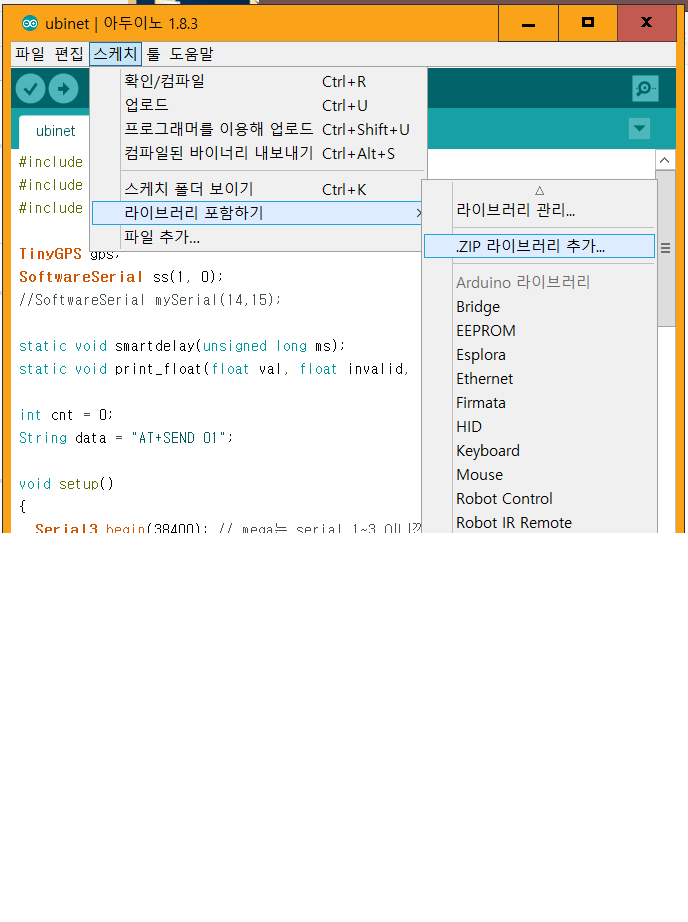 ubinet | 아두이노 1.8.3
파일 편집 스케치 툴 도움말
확인/컴파일 Ctrl+R
업로드 Ctrl+U
프로그래머를 이용해 업로드 Ctrl+Shift+U
컴파일된 바이너리 내보내기 Ctrl+Alt+S
스케치 폴더 보이기 Ctrl+K
라이브러리 포함하기
파일 추가...
라이브러리 관리...
.ZIP 라이브러리 추가...
Arduino 라이브러리
Bridge
EEPROM
Esplora
Ethernet
Firmata
HID
Keyboard
Mouse
Robot Control
Robot IR Remote
ubinet
#include
#include
#include
TinyGPS gps;
SoftwareSerial ss(1, 0);
//SoftwareSerial mySerial(14,15);
static void smartdelay(unsigned long ms);
static void print_float(float val, float invalid,
int cnt = 0;
String data = "AT+SEND 01";
void setup()
{
Serial3.begin(38400); // mega는 serial 1~3